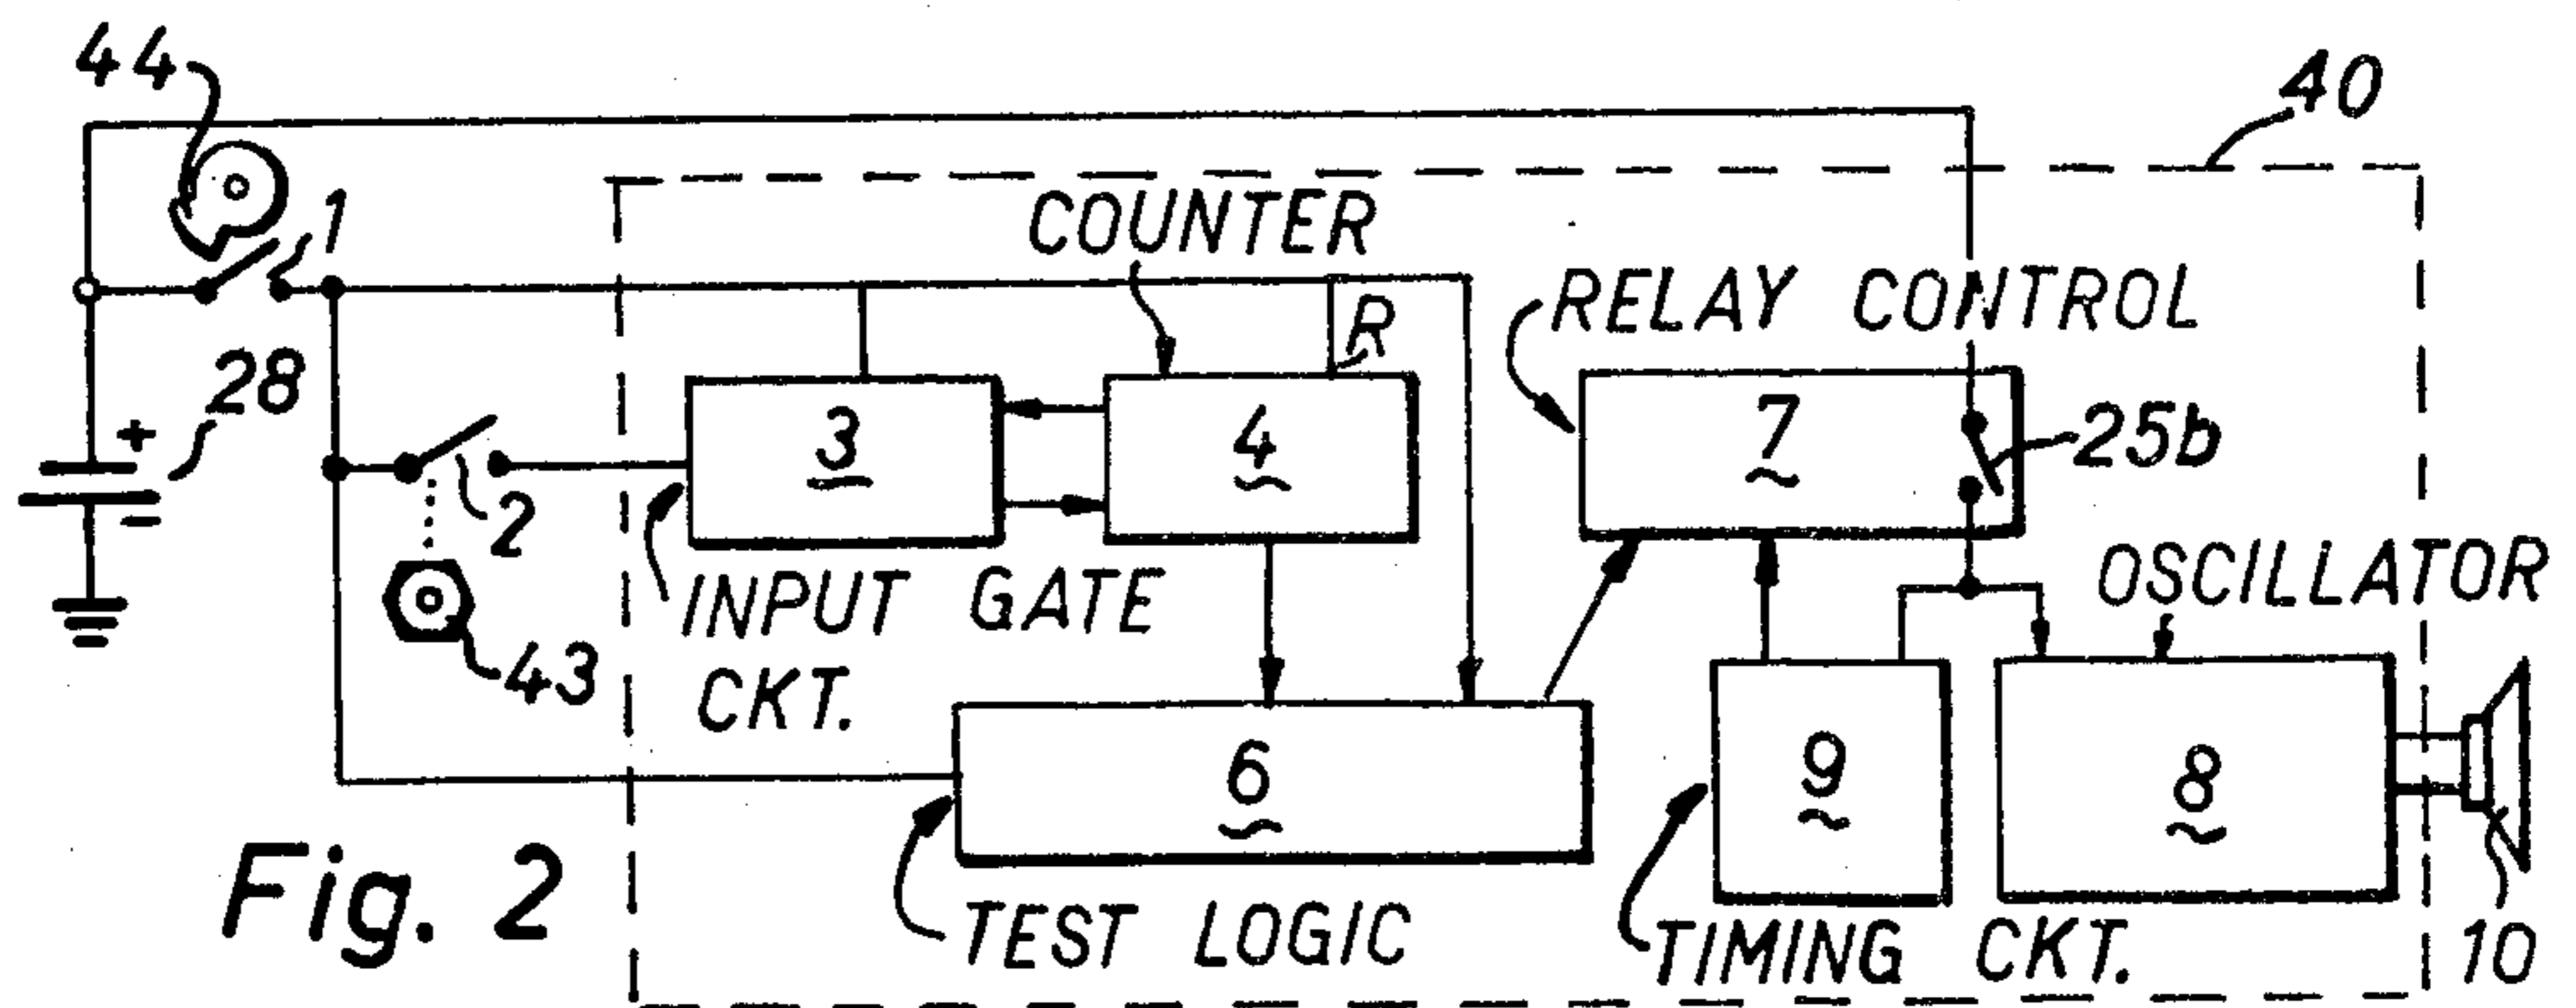 44
40
COUNTER
1
R
RELAY CONTROL
28
+
-
3
4
7
25b
2
43
INPUT GATE
CKT.
OSCILLATOR
6
9
8
10
TEST LOGIC
TIMING CKT.
Fig. 2